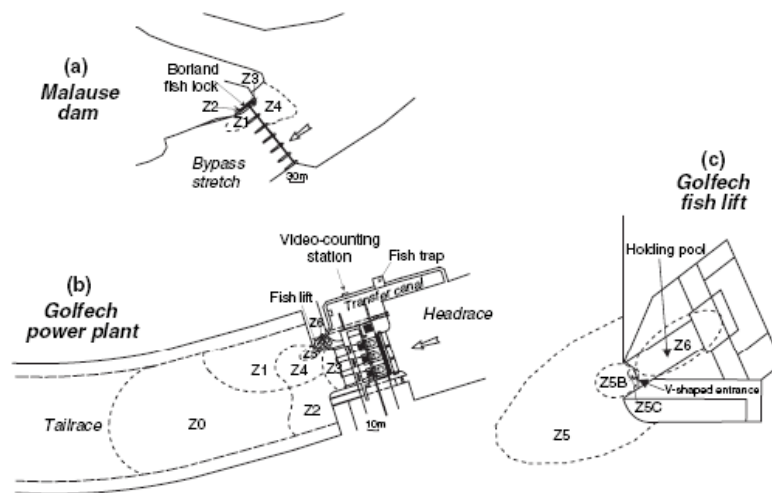 (a)
Malause
dam
Borland
fish lock
Z3
Z2
Z4
Z1
Bypass
stretch
30m
(c)
Golfech
fish lift
Holding pool
Z6
Z5B
V-shaped entrance
Z5C
Z5
(b)
Golfech
power plant
Video-counting
station
Fish trap
Fish lift
Transfer canal
Headrace
Z6
Z5
Z1
Z4
Z3
Z0
Z2
Tailrace
10m